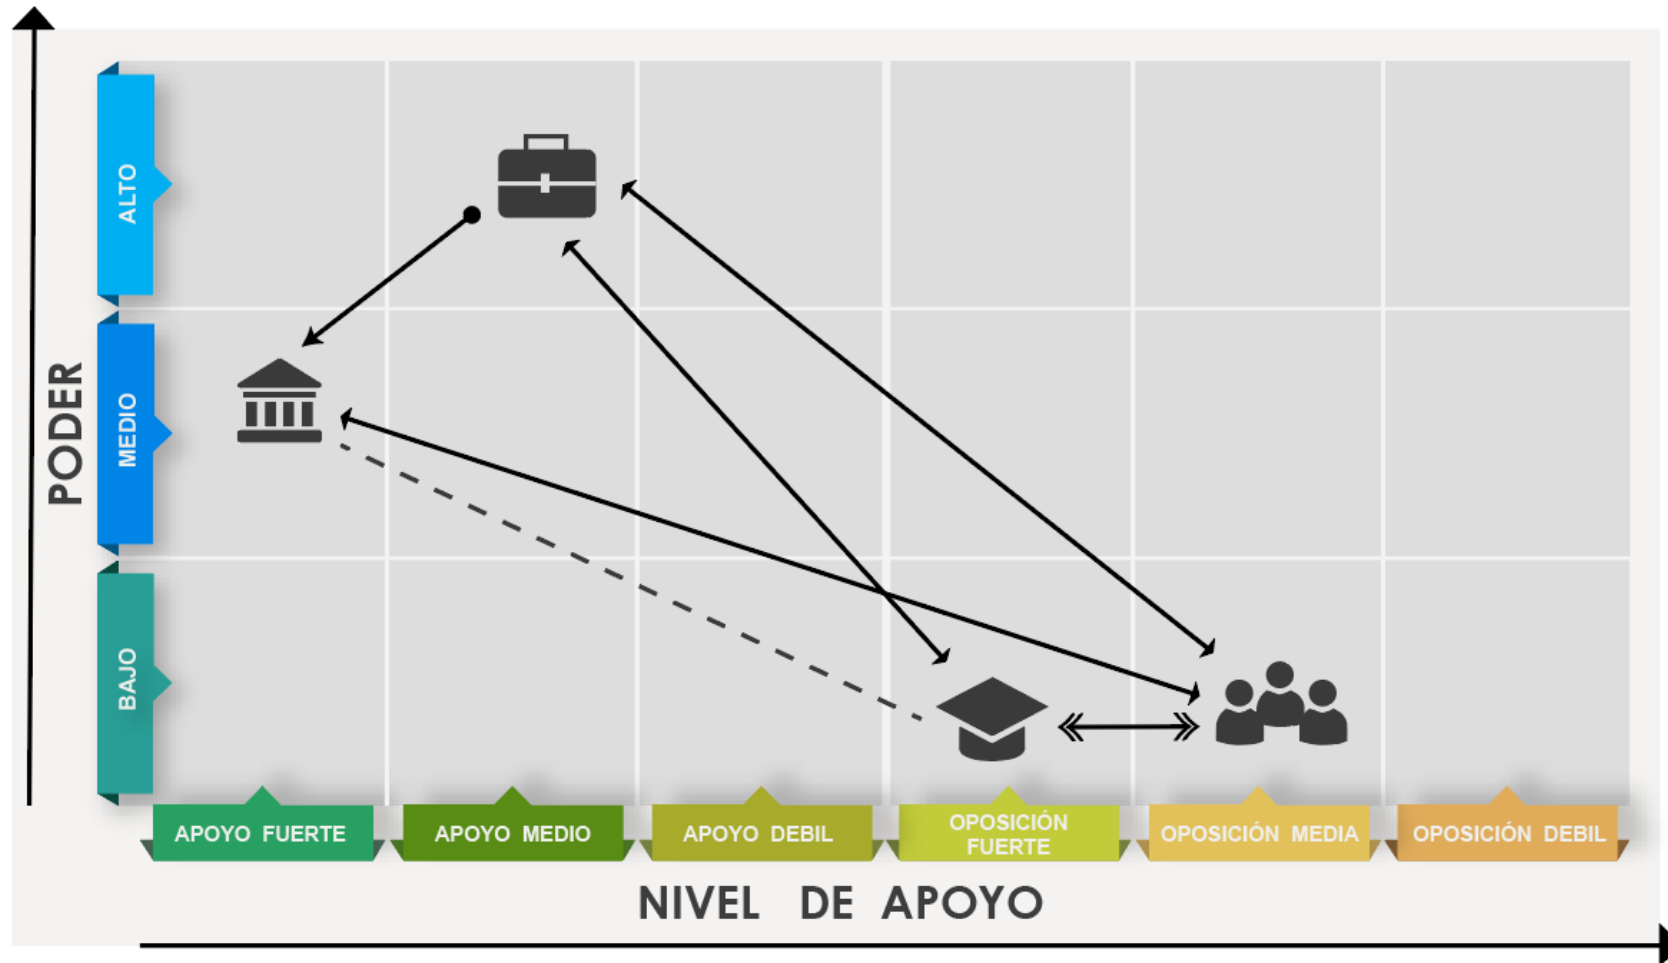 ALTO
MEDIO
BAJO
PODER
APOYO FUERTE
APOYO MEDIO
APOYO DEBIL
OPOSICIÓN
FUERTE
OPOSICIÓN MEDIA
OPOSICIÓN DEBIL
NIVEL DE APOYO